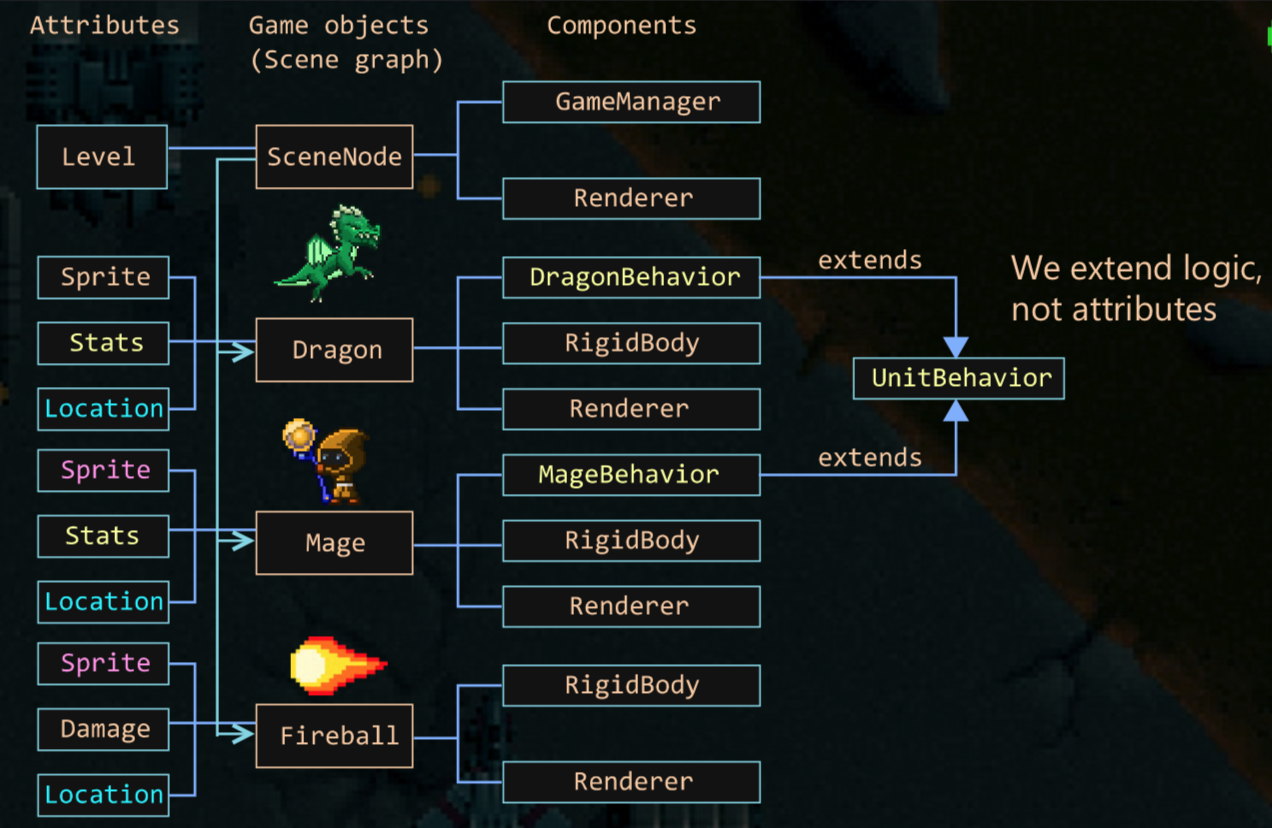 Attributes
Game objects
(Scene graph)
Components
Level
SceneNode
GameManager
Renderer
Sprite
Stats
Location
Dragon
DragonBehavior
RigidBody
Renderer
extends
We extend logic,
not attributes
UnitBehavior
Sprite
Stats
Location
Mage
MageBehavior
RigidBody
Renderer
extends
Sprite
Damage
Location
Fireball
RigidBody
Renderer